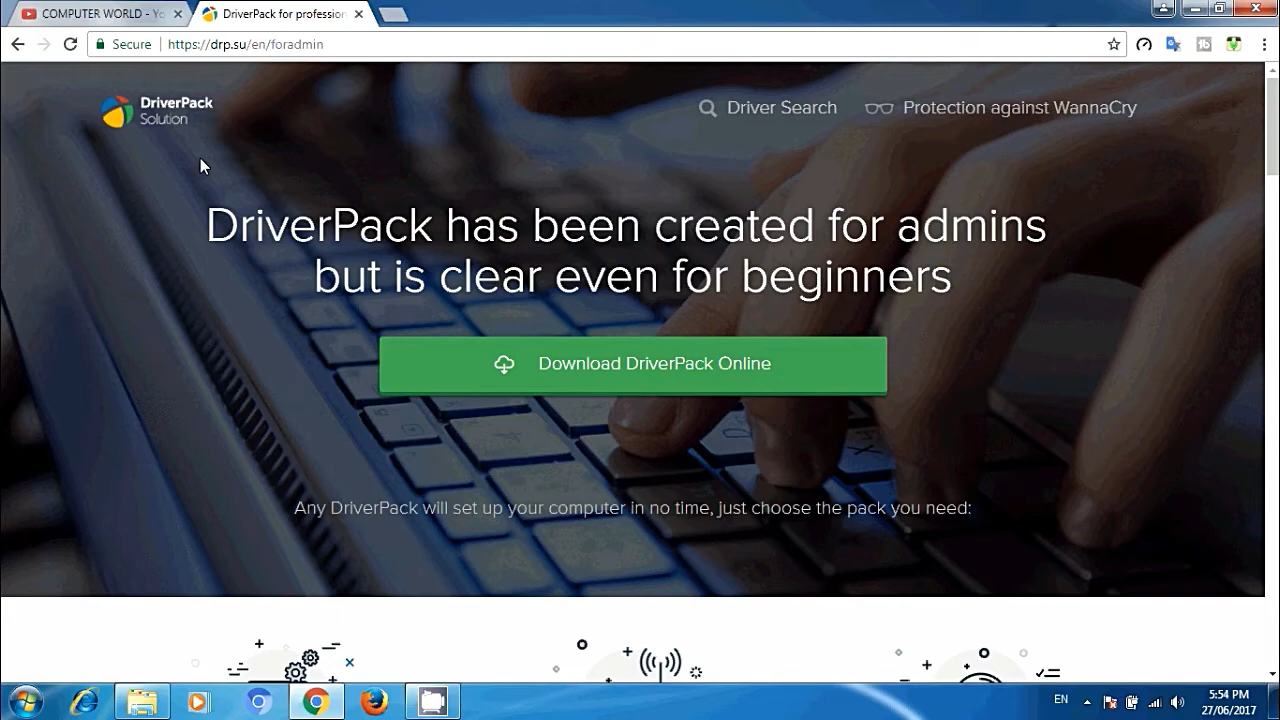 COMPUTER WORLD - Yo
DriverPack for profession
Secure
https://drp.su/en/foradmin
DriverPack
Solution
Driver Search
Protection against WannaCry
DriverPack has been created for admins
but is clear even for beginners
Download DriverPack Online
Any DriverPack will set up your computer in no time, just choose the pack you need:
EN
5:54 PM
27/06/2017